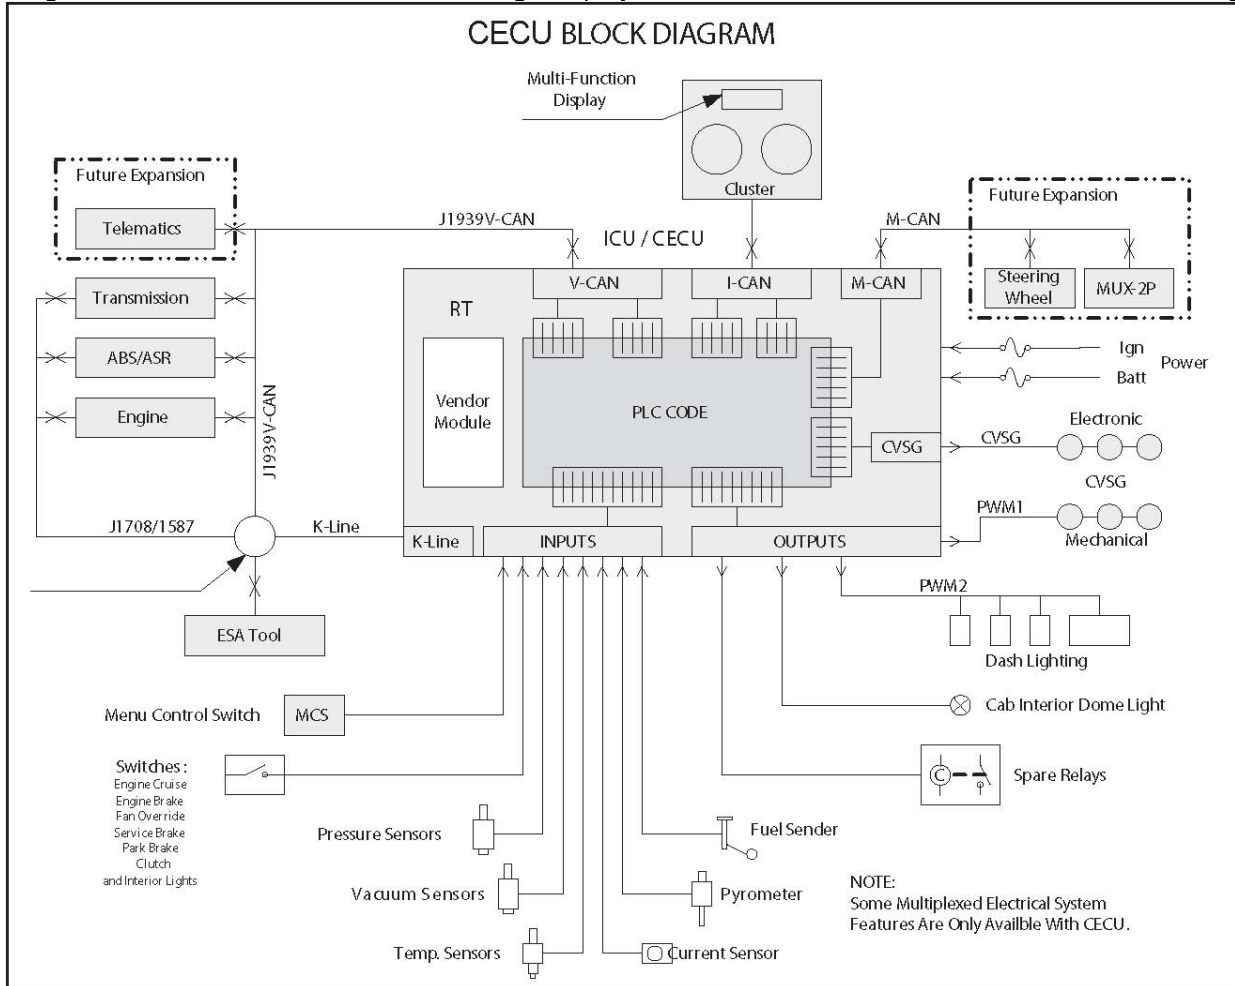 CECU BLOCK DIAGRAM
Multi-Function
Display
Cluster
Future Expansion
Telematics
J1939V-CAN
ICU / CECU
M-CAN
Future Expansion
Steering
Wheel
MUX-2P
Transmission
ABS/ASR
Engine
J1939V-CAN
V-CAN
I-CAN
M-CAN
RT
Vendor
Module
PLC CODE
Ign
Batt
Power
CVSG
CVSG
Electronic
CVSG
PWM1
Mechanical
J1708/1587
K-Line
K-Line
INPUTS
OUTPUTS
PWM2
Dash Lighting
ESA Tool
Menu Control Switch
MCS
Cab Interior Dome Light
Switches :
Engine Cruise
Engine Brake
Fan Override
Service Brake
Park Brake
Clutch
and Interior Lights
C
Spare Relays
Pressure Sensors
Fuel Sender
Vacuum Sensors
Pyrometer
Temp. Sensors
Current Sensor
NOTE:
Some Multiplexed Electrical System
Features Are Only Availble With CECU.